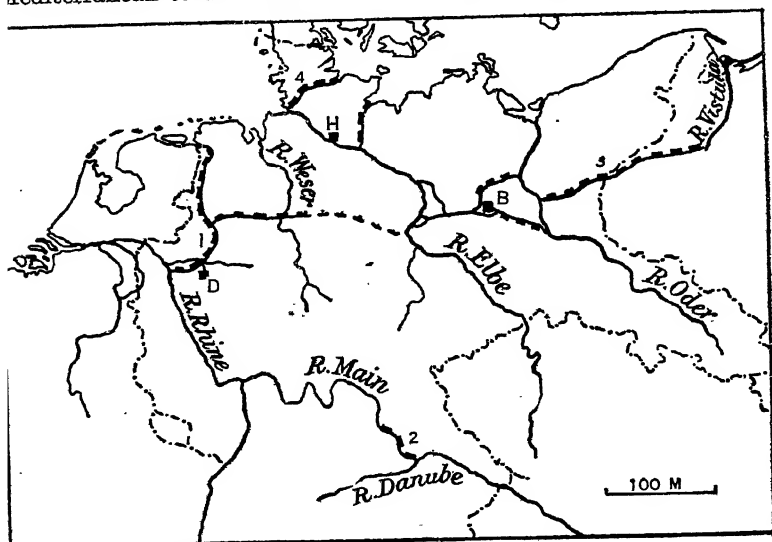 4
R. Vistula
H
R. Weser
3
B
1
D
R. Elbe
R. Oder
R. Rhine
R. Main
2
R. Danube
100 M